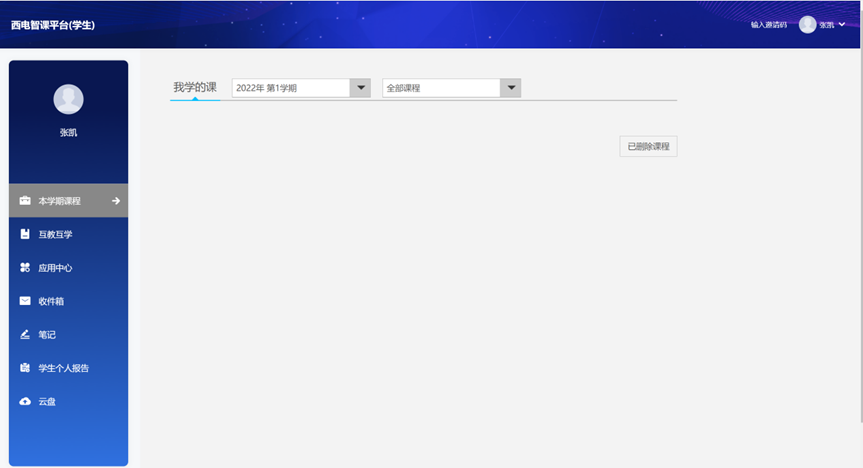 西电智课平台(学生)
输入邀请码
张凯
张凯
我学的课
2022年 第1学期
全部课程
已删除课程
本学期课程
互教互学
应用中心
收件箱
笔记
学生个人报告
云盘